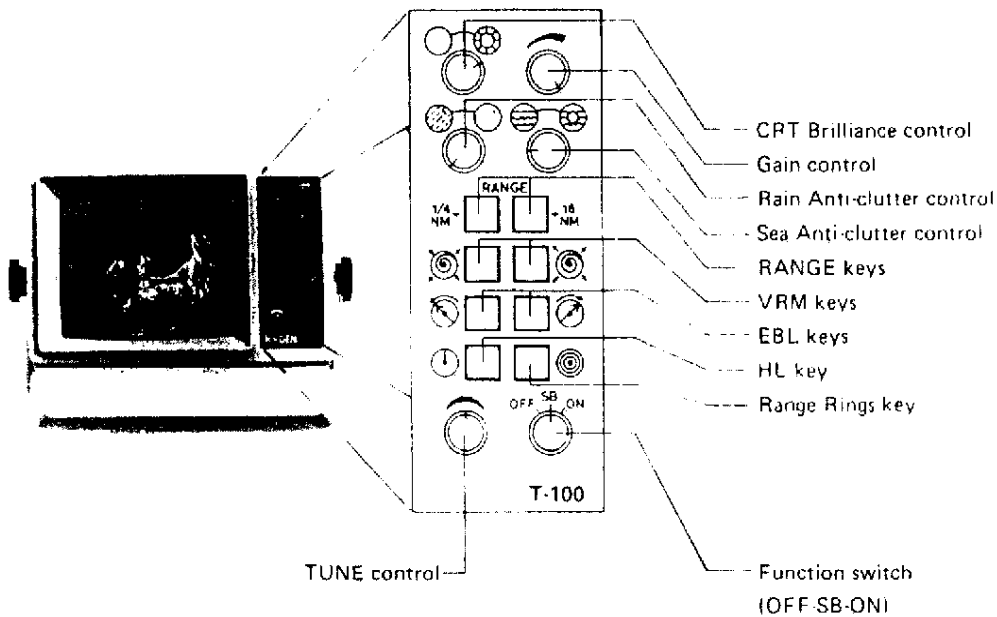 CRT Brilliance control
Gain control
Rain Anti-clutter control
RANGE
1/4 NM
16 NM
Sea Anti-clutter control
RANGE keys
VRM keys
EBL keys
HL key
Range Rings key
OFF SB ON
T-100
TUNE control
Function switch
(OFF-SB-ON)